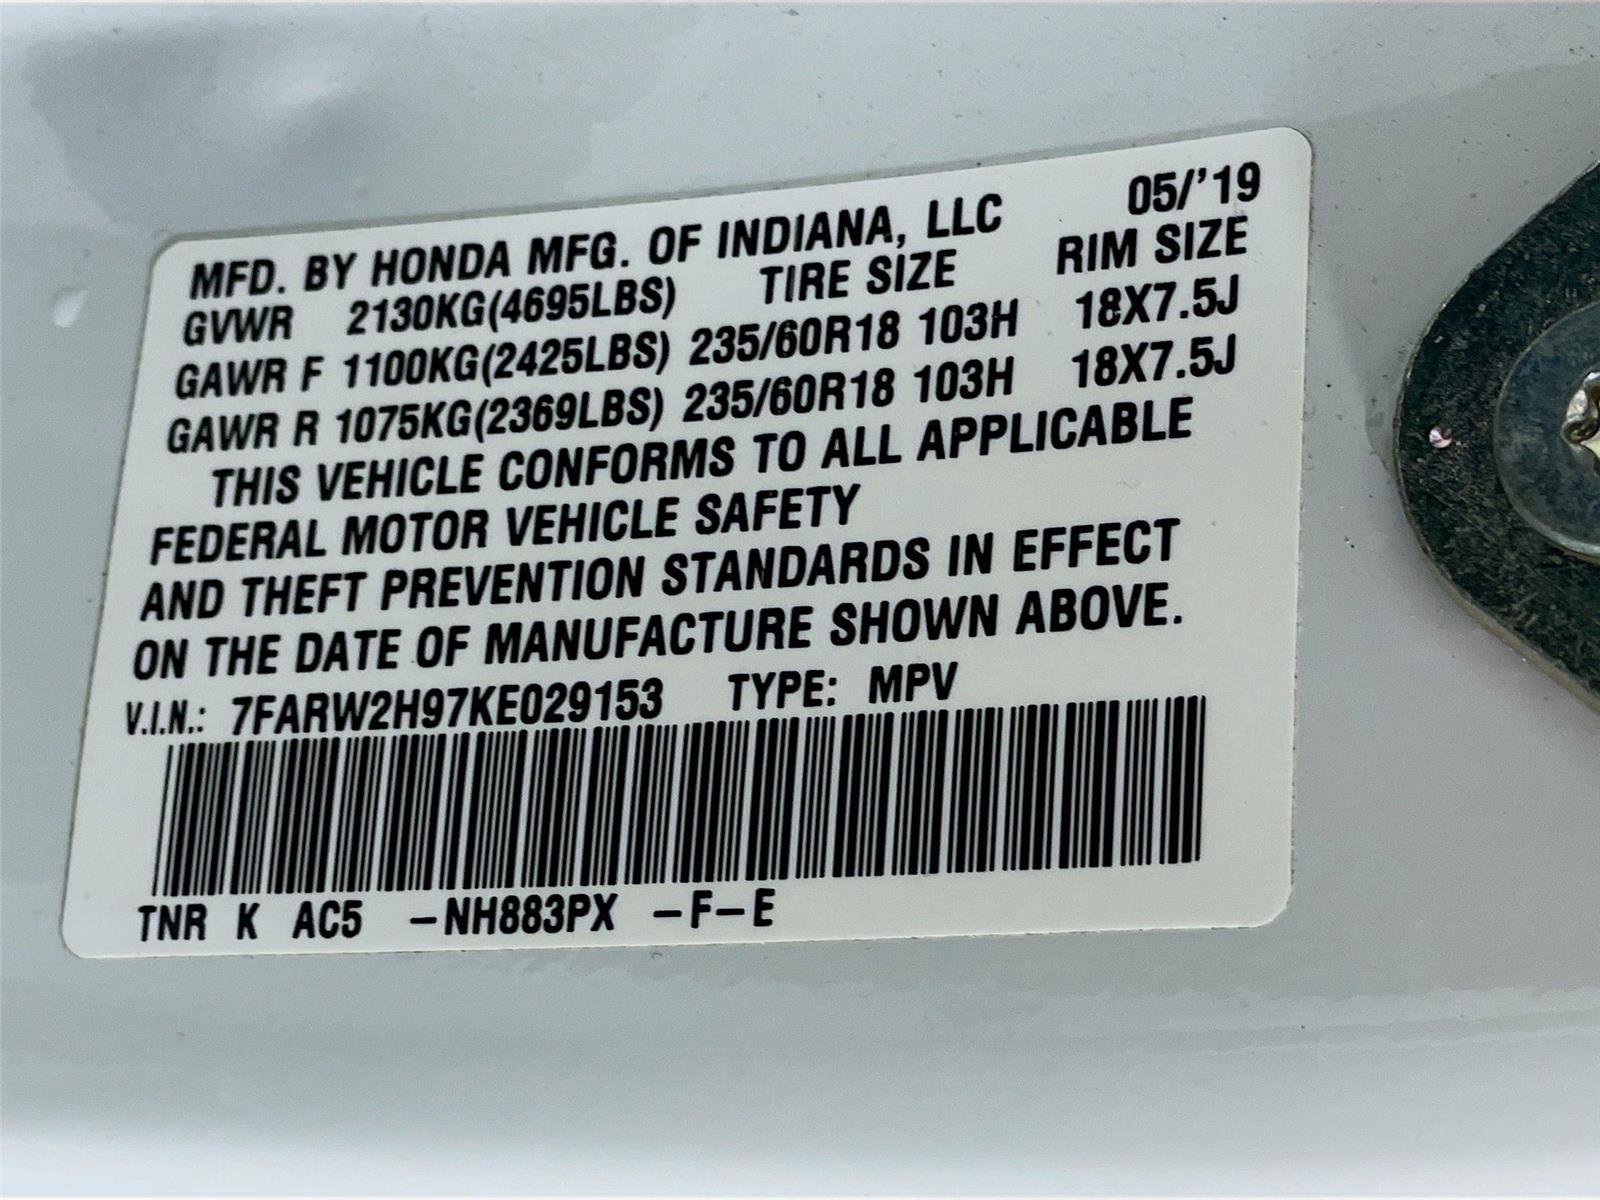 MFD. BY HONDA MFG. OF INDIANA, LLC 05/'19
GVWR 2130KG(4695LBS) TIRE SIZE RIM SIZE
GAWR F 1100KG(2425LBS) 235/60R18 103H 18X7.5J
GAWR R 1075KG(2369LBS) 235/60R18 103H 18X7.5J
THIS VEHICLE CONFORMS TO ALL APPLICABLE
FEDERAL MOTOR VEHICLE SAFETY
AND THEFT PREVENTION STANDARDS IN EFFECT
ON THE DATE OF MANUFACTURE SHOWN ABOVE.
V.I.N.: 7FARW2H97KE029153 TYPE: MPV
TNR K AC5 -NH883PX -F-E